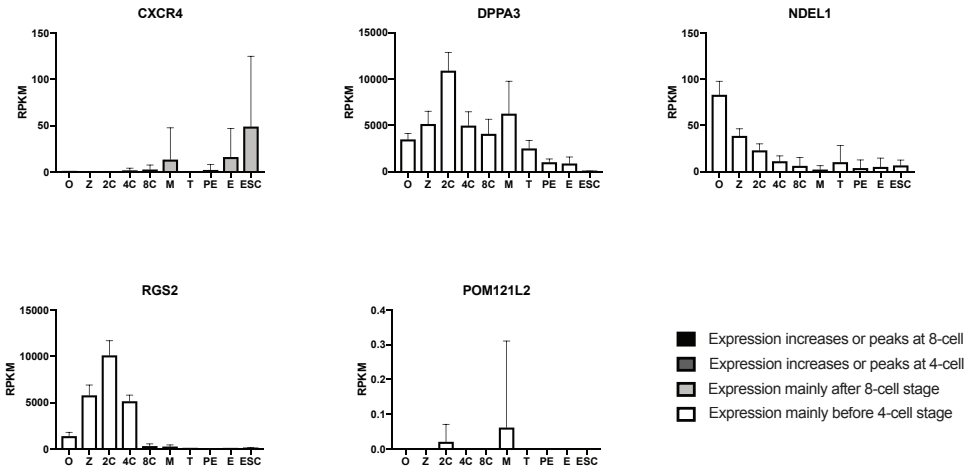 CXCR4
150
100
50
0
RPKM
O Z 2C 4C 8C M T PE E ESC
DPPA3
15000
10000
5000
0
RPKM
O Z 2C 4C 8C M T PE E ESC
NDEL1
150
100
50
0
RPKM
O Z 2C 4C 8C M T PE E ESC
RGS2
15000
10000
5000
0
RPKM
O Z 2C 4C 8C M T PE E ESC
POM121L2
0.4
0.3
0.2
0.1
0.0
RPKM
O Z 2C 4C 8C M T PE E ESC
Expression increases or peaks at 8-cell
Expression increases or peaks at 4-cell
Expression mainly after 8-cell stage
Expression mainly before 4-cell stage